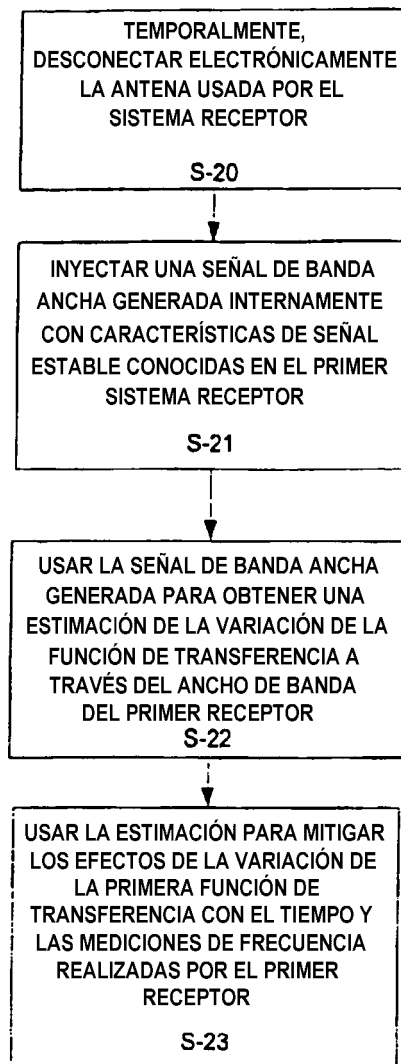 TEMPORALMENTE,
DESCONECTAR ELECTRÓNICAMENTE
LA ANTENA USADA POR EL
SISTEMA RECEPTOR
S-20
INYECTAR UNA SEÑAL DE BANDA
ANCHA GENERADA INTERNAMENTE
CON CARACTERÍSTICAS DE SEÑAL
ESTABLE CONOCIDAS EN EL PRIMER
SISTEMA RECEPTOR
S-21
USAR LA SEÑAL DE BANDA ANCHA
GENERADA PARA OBTENER UNA
ESTIMACIÓN DE LA VARIACIÓN DE LA
FUNCIÓN DE TRANSFERENCIA A
TRAVÉS DEL ANCHO DE BANDA
DEL PRIMER RECEPTOR
S-22
USAR LA ESTIMACIÓN PARA MITIGAR
LOS EFECTOS DE LA VARIACIÓN DE
LA PRIMERA FUNCIÓN DE
TRANSFERENCIA CON EL TIEMPO Y
LAS MEDICIONES DE FRECUENCIA
REALIZADAS POR EL PRIMER
RECEPTOR
S-23